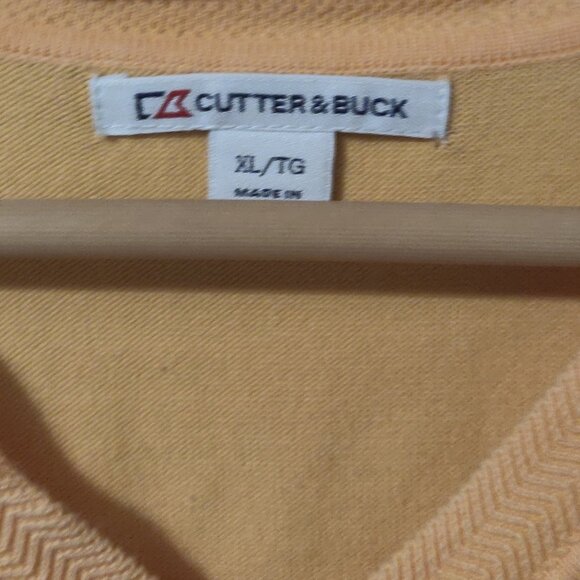 CUTTER & BUCK
XL/TG
MADE IN